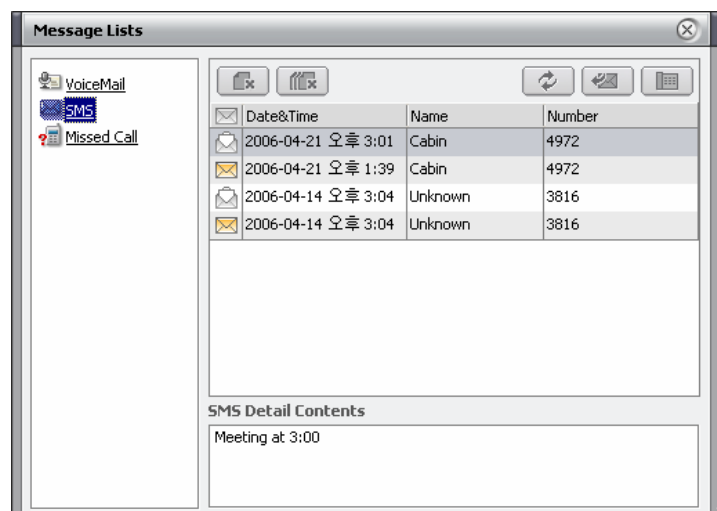 Message Lists
VoiceMail
SMS
Missed Call
Date&Time Name Number
2006-04-21 오후 3:01 Cabin 4972
2006-04-21 오후 1:39 Cabin 4972
2006-04-14 오후 3:04 Unknown 3816
2006-04-14 오후 3:04 Unknown 3816
SMS Detail Contents
Meeting at 3:00